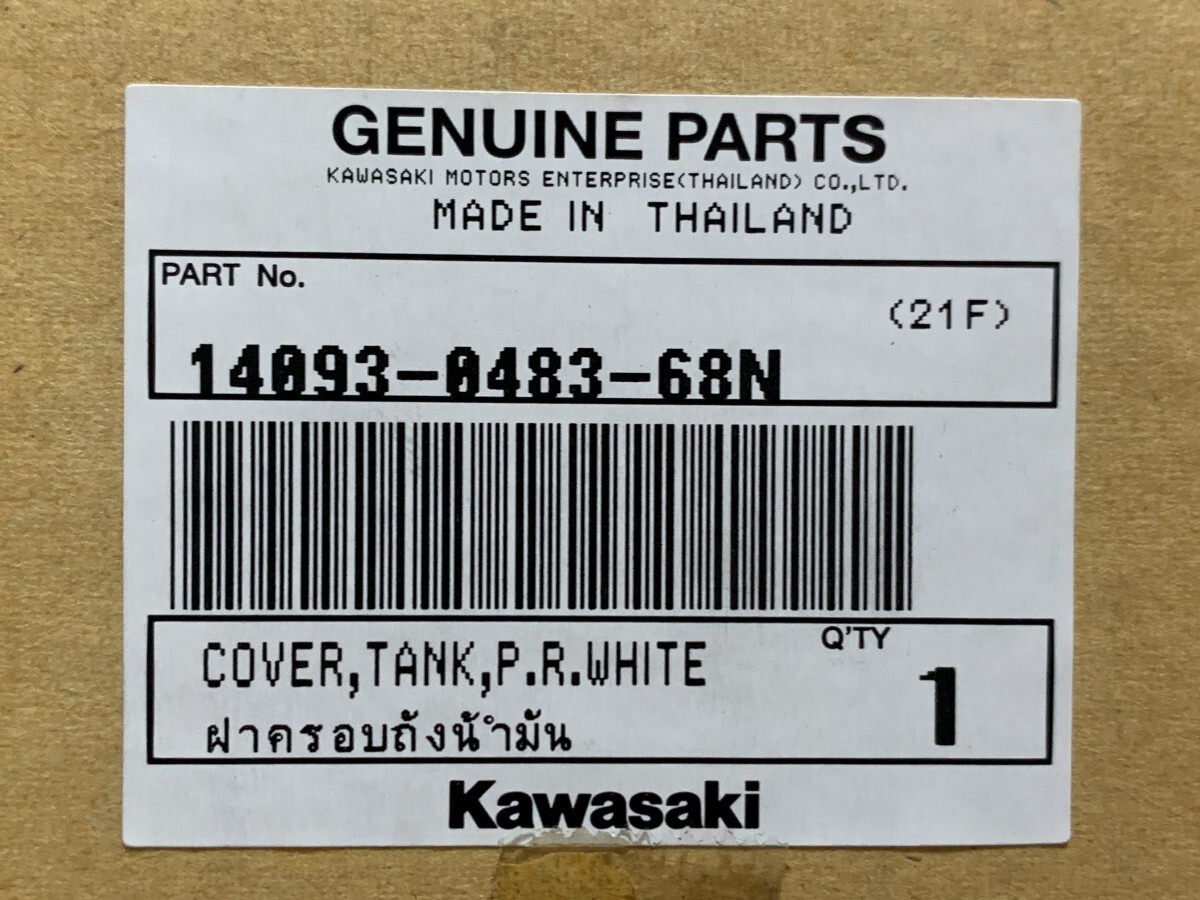 GENUINE PARTS
KAWASAKI MOTORS ENTERPRISE(THAILAND) CO.,LTD.
MADE IN THAILAND
PART No.
(21F)
14093-0483-68N
COVER,TANK,P.R.WHITE
Q'TY
1
ฝาครอบถังน้ำมัน
Kawasaki